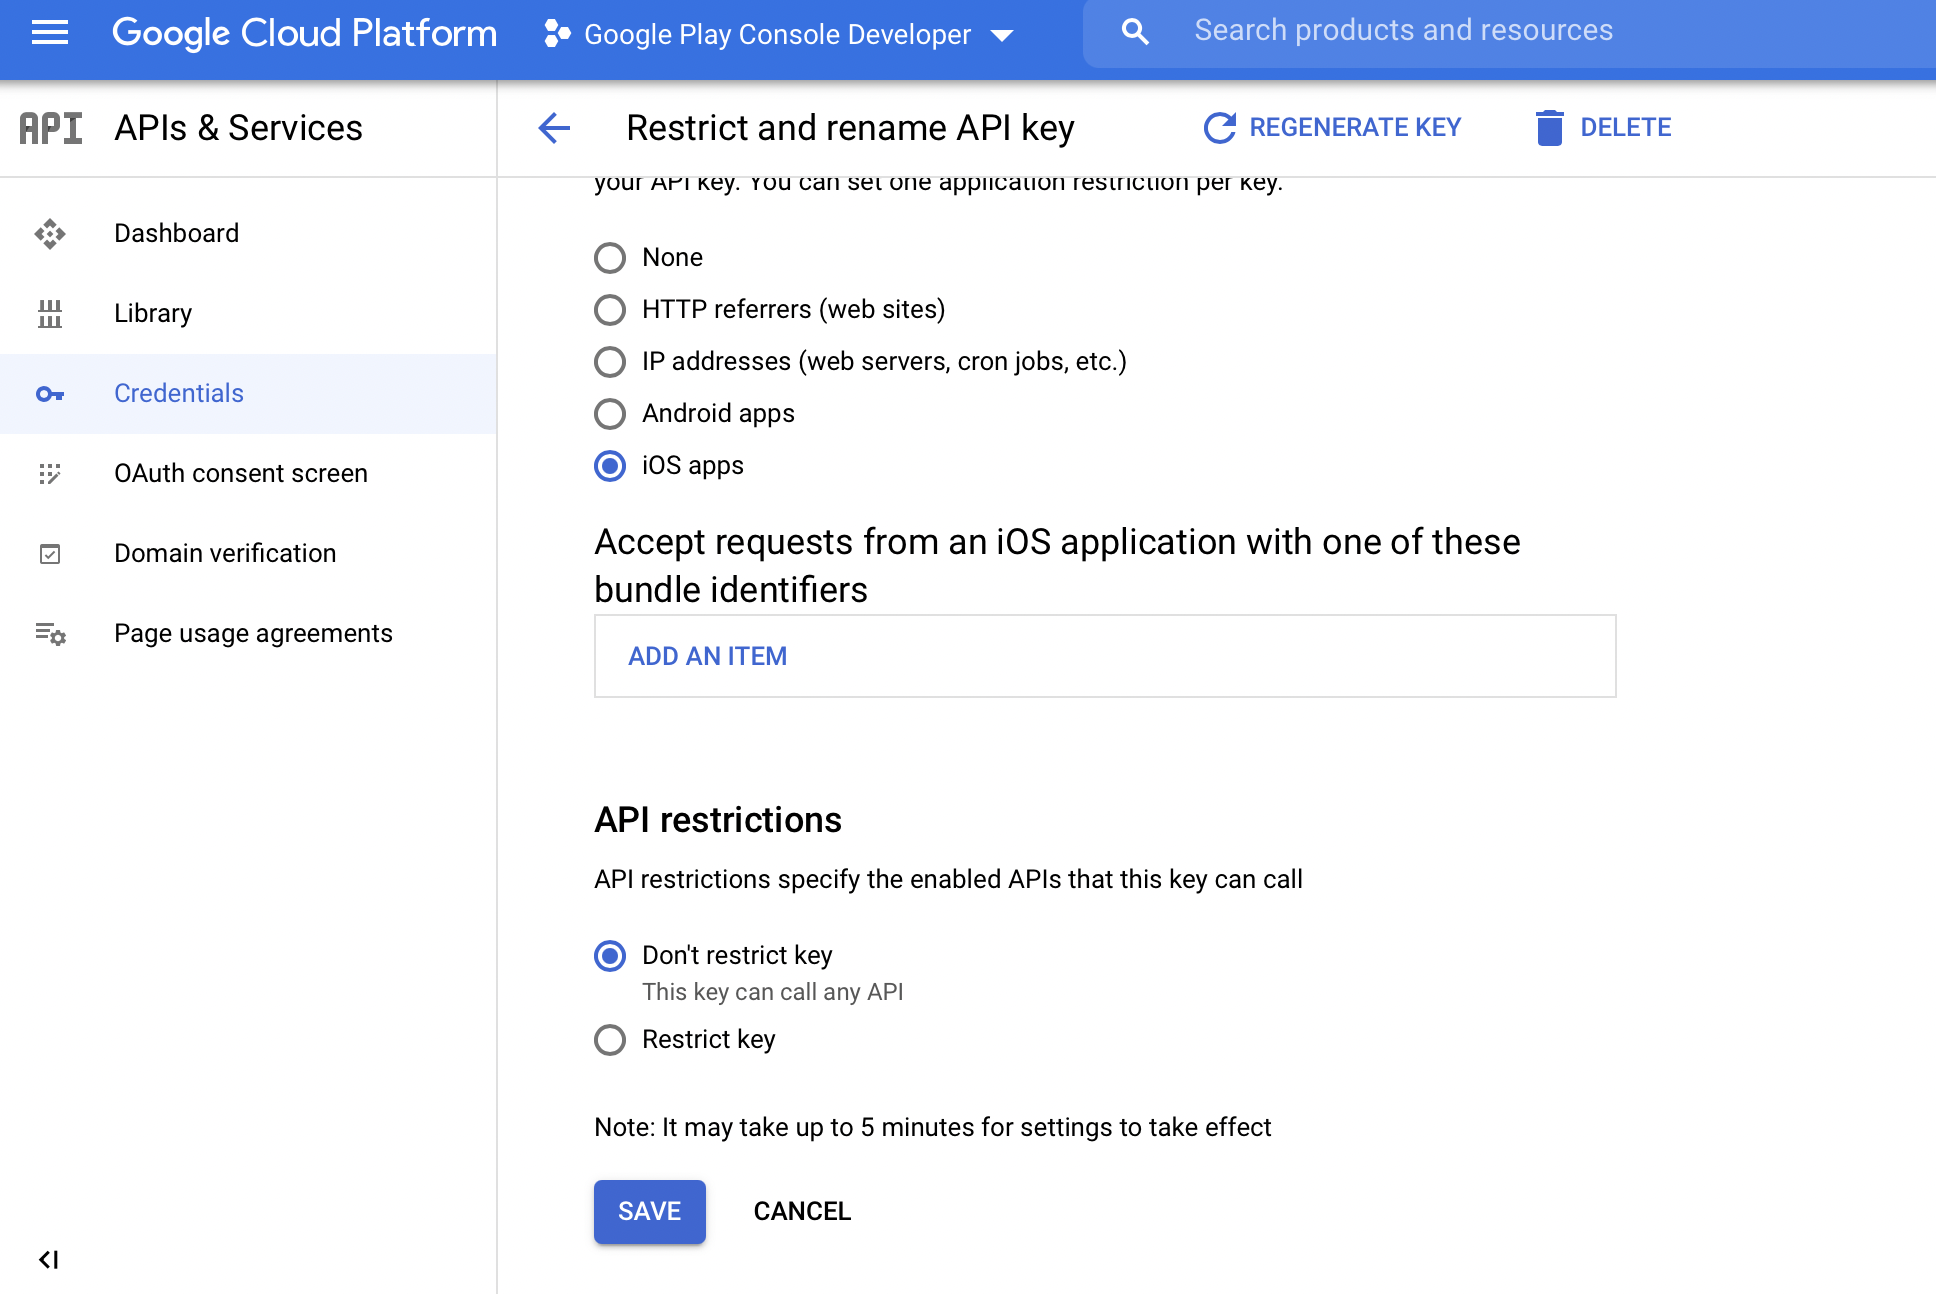 Google Cloud Platform
Google Play Console Developer
Search products and resources
API
APIs & Services
Restrict and rename API key
REGENERATE KEY
DELETE
Dashboard
Library
Credentials
OAuth consent screen
Domain verification
Page usage agreements
your API key. You can set one application restriction per key.
None
HTTP referrers (web sites)
IP addresses (web servers, cron jobs, etc.)
Android apps
iOS apps
Accept requests from an iOS application with one of these
bundle identifiers
ADD AN ITEM
API restrictions
API restrictions specify the enabled APIs that this key can call
Don't restrict key
This key can call any API
Restrict key
Note: It may take up to 5 minutes for settings to take effect
SAVE
CANCEL